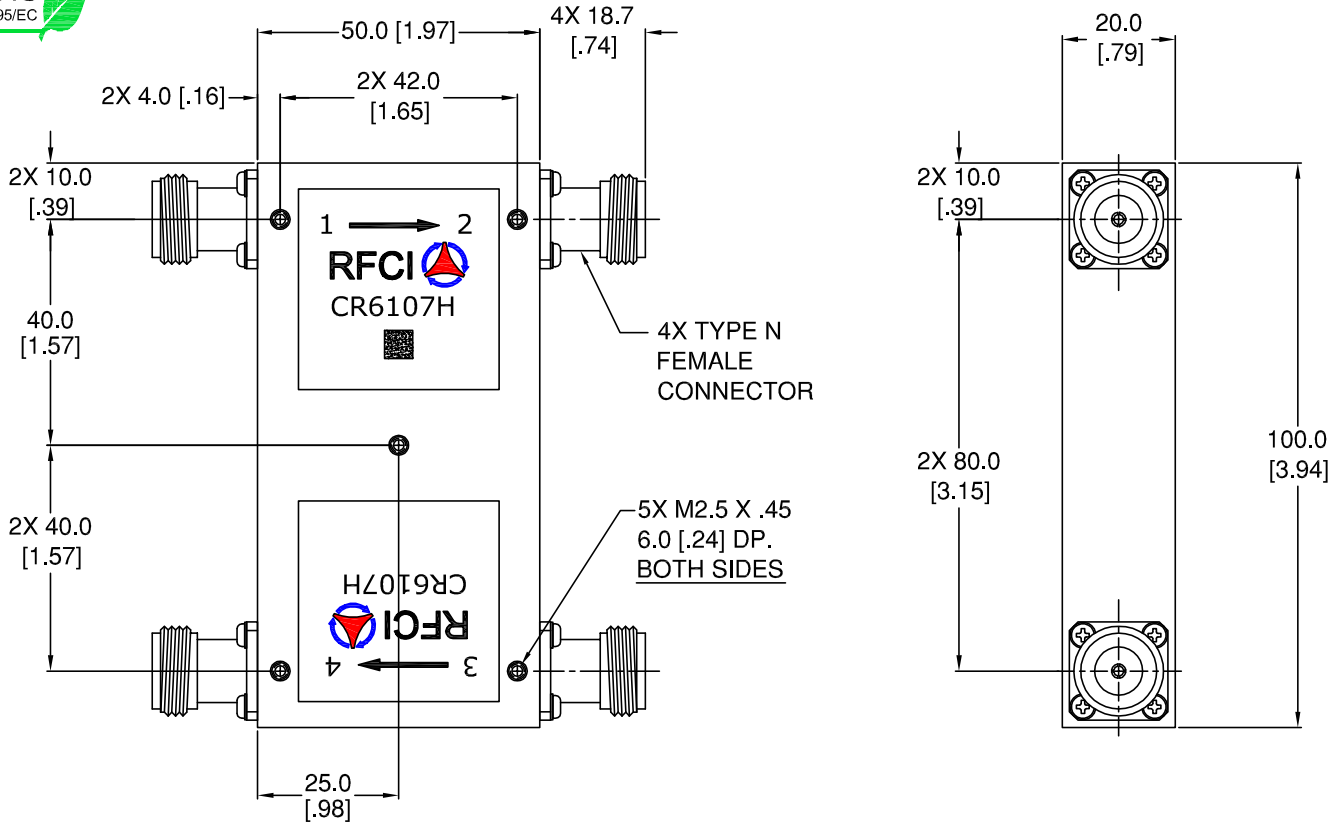 95/EC
50.0 [1.97]
4X 18.7
[.74]
20.0
[.79]
2X 4.0 [.16]
2X 42.0
[1.65]
2X 10.0
[.39]
2X 10.0
[.39]
1
2
RFCI
CR6107H
40.0
[1.57]
4X TYPE N
FEMALE
CONNECTOR
2X 80.0
[3.15]
100.0
[3.94]
2X 40.0
[1.57]
5X M2.5 X .45
6.0 [.24] DP.
BOTH SIDES
CR6107H
RFCI
3
4
25.0
[.98]